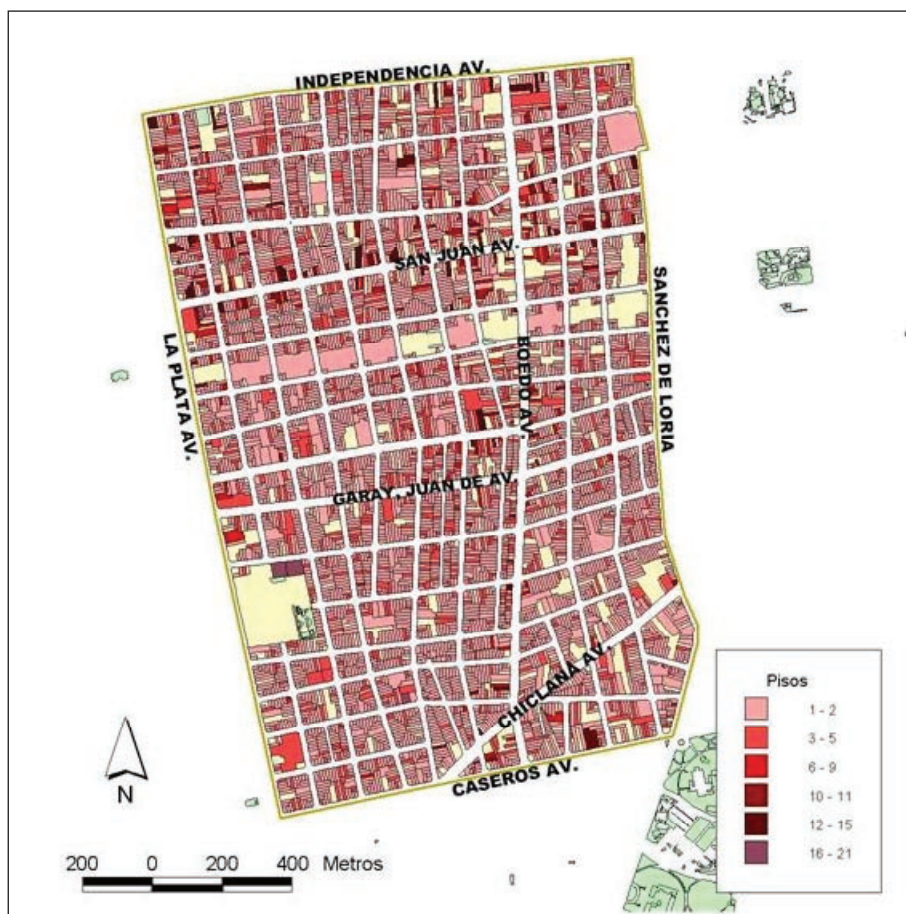 INDEPENDENCIA AV.
SAN JUAN AV.
SANCHEZ DE LORIA
LA PLATA AV.
BOEDO AV.
GARAY, JUAN DE AV.
CHICLANA AV.
CASEROS AV.
N
200 0 200 400 Metros
Pisos
1 - 2
3 - 5
6 - 9
10 - 11
12 - 15
16 - 21